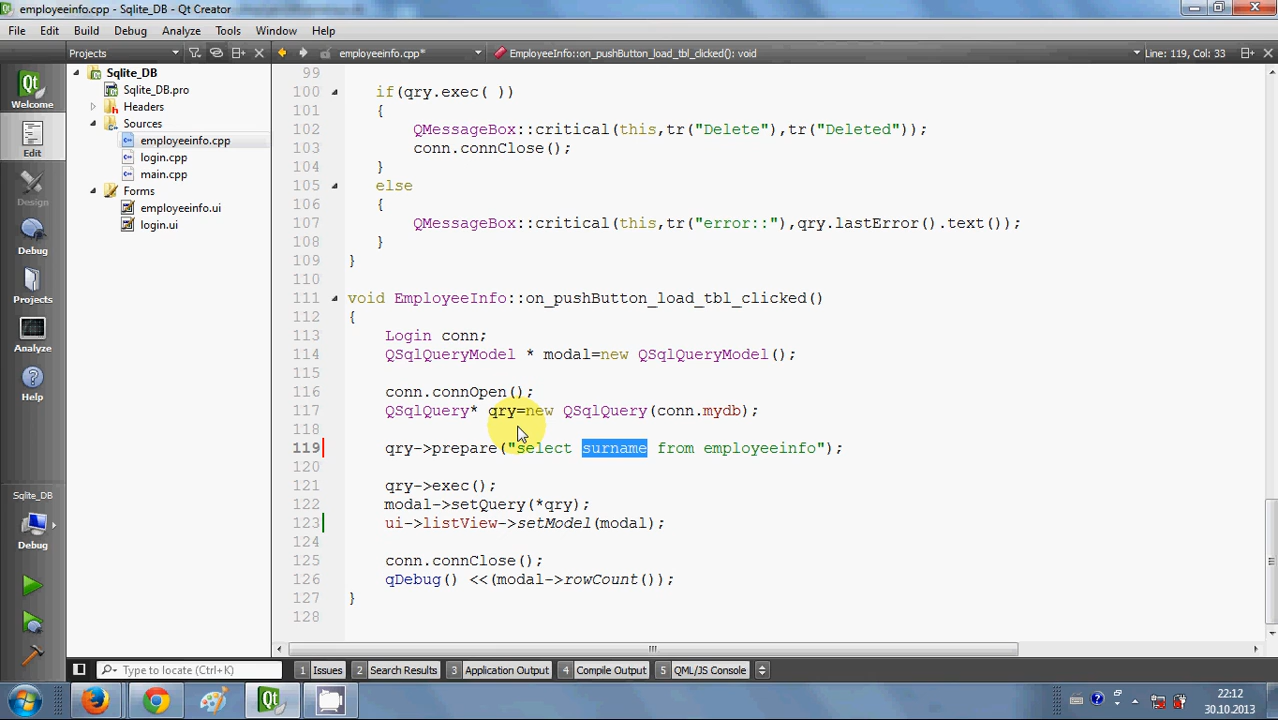 employeeinfo.cpp - Sqlite_DB - Qt Creator
File Edit Build Debug Analyze Tools Window Help
Projects employeeinfo.cpp* EmployeeInfo::on_pushButton_load_tbl_clicked(): void Line: 119, Col: 33
Welcome
Edit
Design
Debug
Projects
Analyze
Help
Sqlite_DB
Debug
Sqlite_DB
Sqlite_DB.pro
Headers
Sources
employeeinfo.cpp
login.cpp
main.cpp
Forms
employeeinfo.ui
login.ui
99
100 if(qry.exec( ))
101 {
102 QMessageBox::critical(this,tr("Delete"),tr("Deleted"));
103 conn.connClose();
104 }
105 else
106 {
107 QMessageBox::critical(this,tr("error::"),qry.lastError().text());
108 }
109 }
110
111 void EmployeeInfo::on_pushButton_load_tbl_clicked()
112 {
113 Login conn;
114 QSqlQueryModel * modal=new QSqlQueryModel();
115
116 conn.connOpen();
117 QSqlQuery* qry=new QSqlQuery(conn.mydb);
118
119 qry->prepare("select surname from employeeinfo");
120
121 qry->exec();
122 modal->setQuery(*qry);
123 ui->listView->setModel(modal);
124
125 conn.connClose();
126 qDebug() <<(modal->rowCount());
127 }
128
Type to locate (Ctrl+K) 1 Issues 2 Search Results 3 Application Output 4 Compile Output 5 QML/JS Console
22:12
30.10.2013